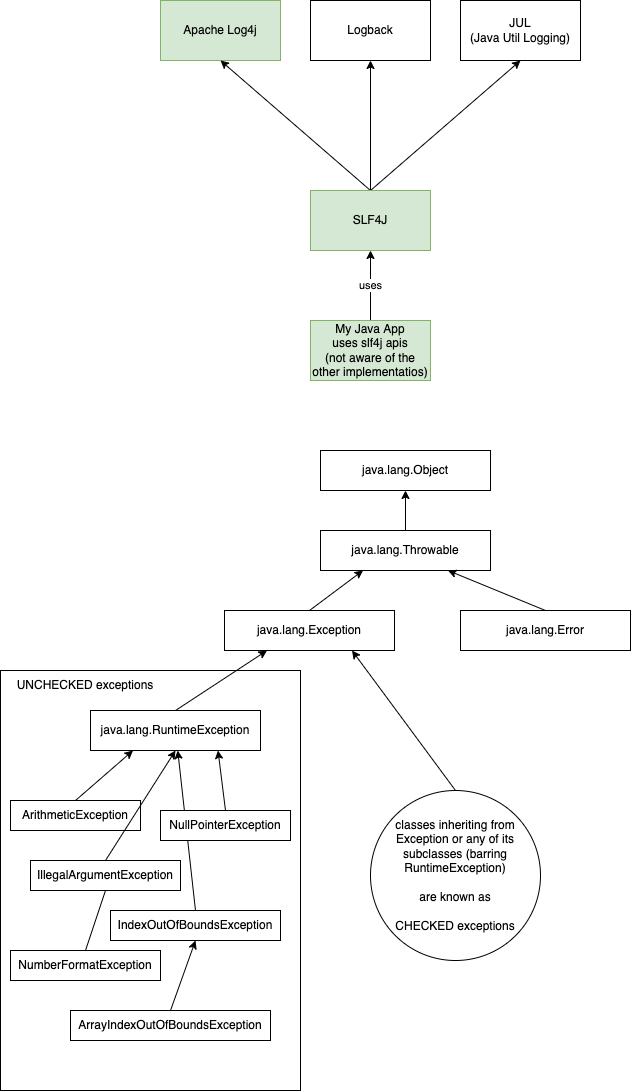 Apache Log4j
Logback
JUL
(Java Util Logging)
SLF4J
uses
My Java App
uses slf4j apis
(not aware of the
other implementatios)
java.lang.Object
java.lang.Throwable
java.lang.Exception
java.lang.Error
UNCHECKED exceptions
java.lang.RuntimeException
ArithmeticException
NullPointerException
IllegalArgumentException
IndexOutOfBoundsException
NumberFormatException
ArrayIndexOutOfBoundsException
classes inheriting from
Exception or any of its
subclasses (barring
RuntimeException)
are known as
CHECKED exceptions